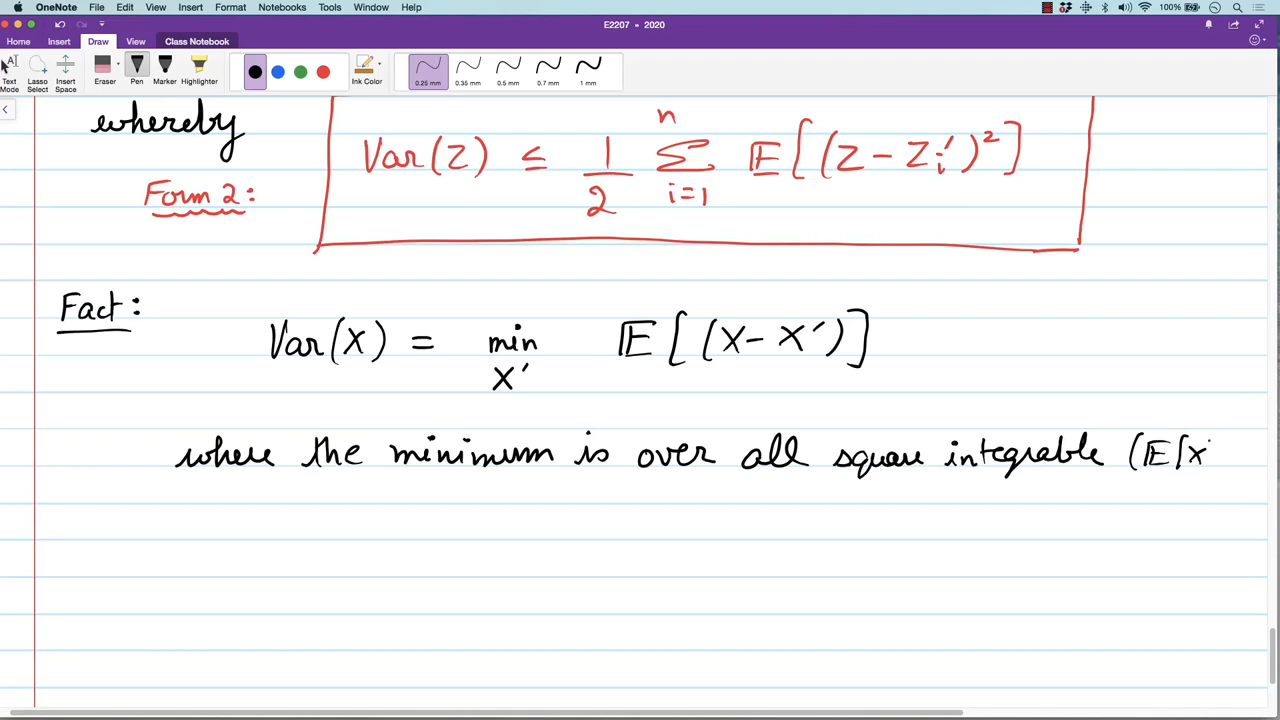 OneNote File Edit View Insert Format Notebooks Tools Window Help 100%
E2207 - 2020
Home Insert Draw View Class Notebook
Text Mode Lasso Select Insert Space Eraser Pen Marker Highlighter Ink Color 0.25 mm 0.35 mm 0.5 mm 0.7 mm 1 mm
whereby
Form 2: Var(Z) ≤ 1/2 Σ_{i=1}^{n} 𝔼[(Z - Z_i')²]
Fact:
Var(X) = min_{X'} 𝔼[(X - X')]
where the minimum is over all square integrable (𝔼[X